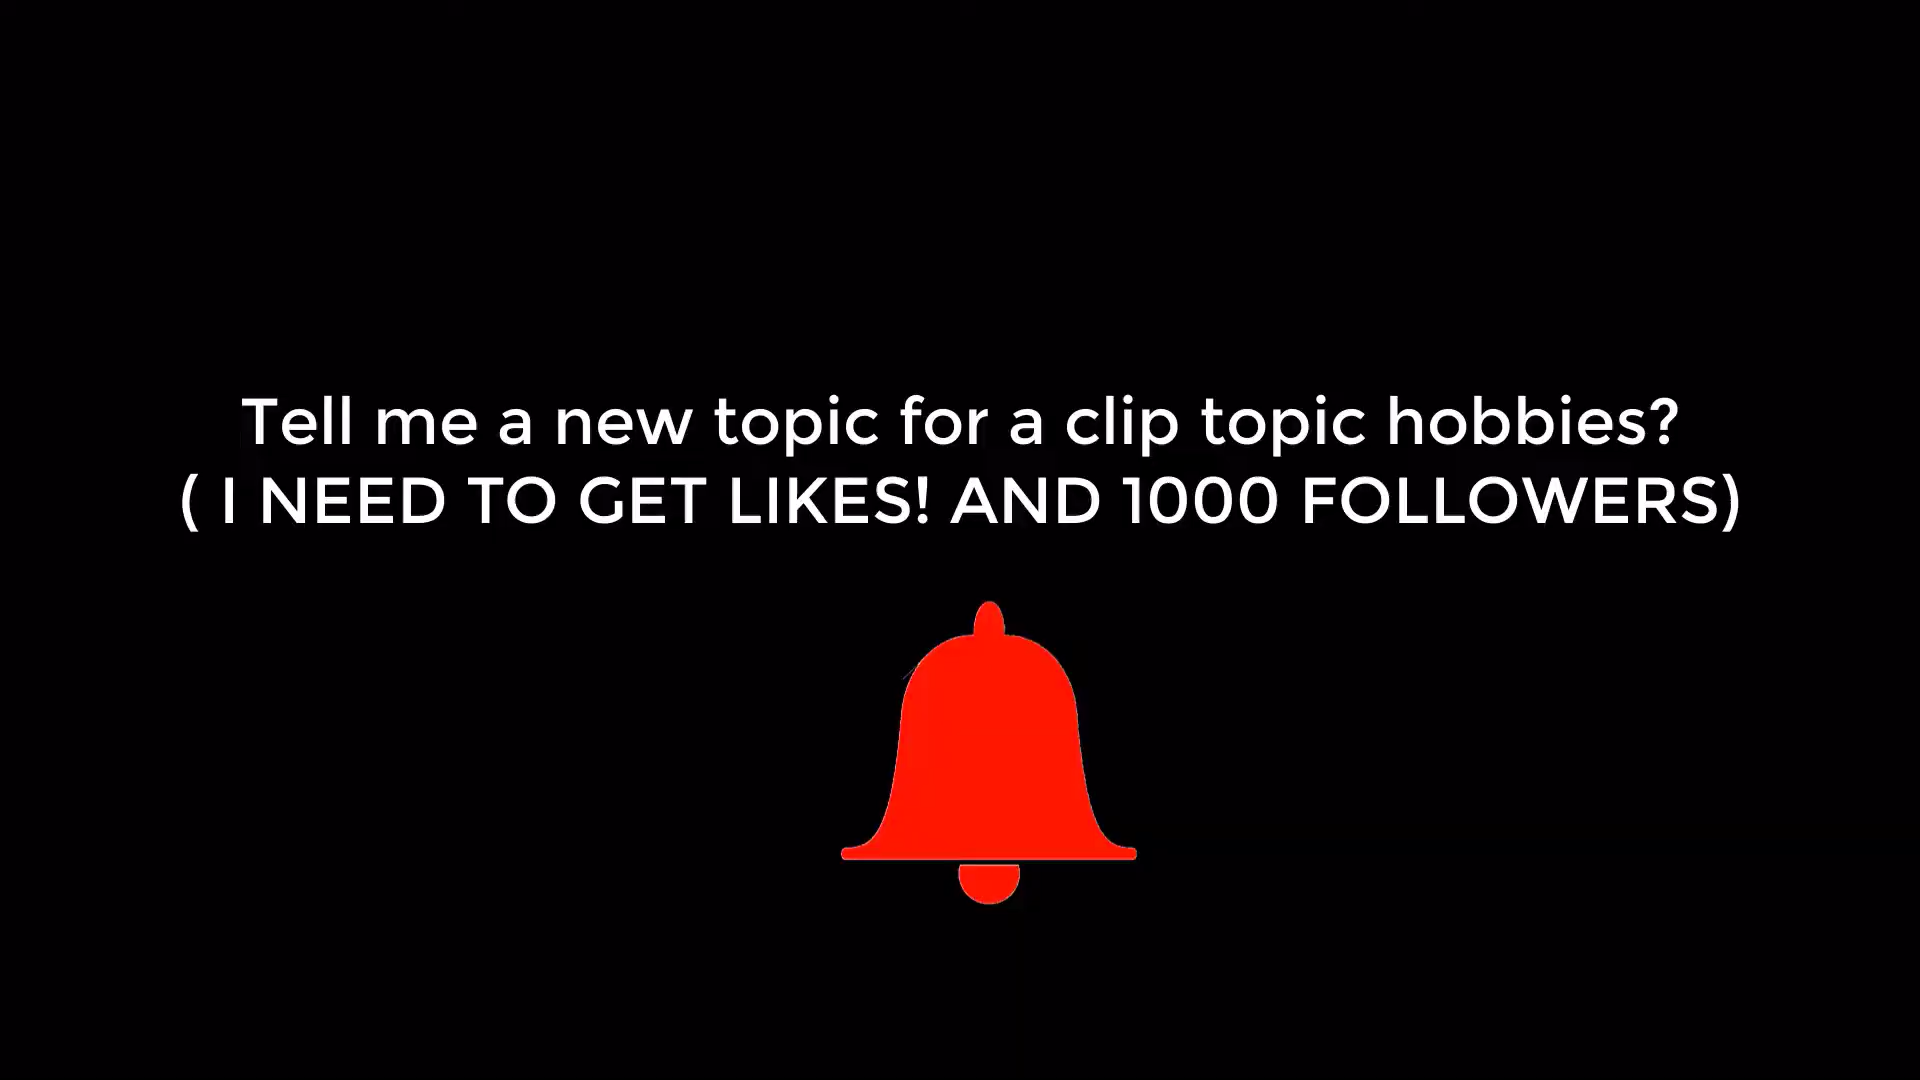 Tell me a new topic for a clip topic hobbies?
( I NEED TO GET LIKES! AND 1000 FOLLOWERS)